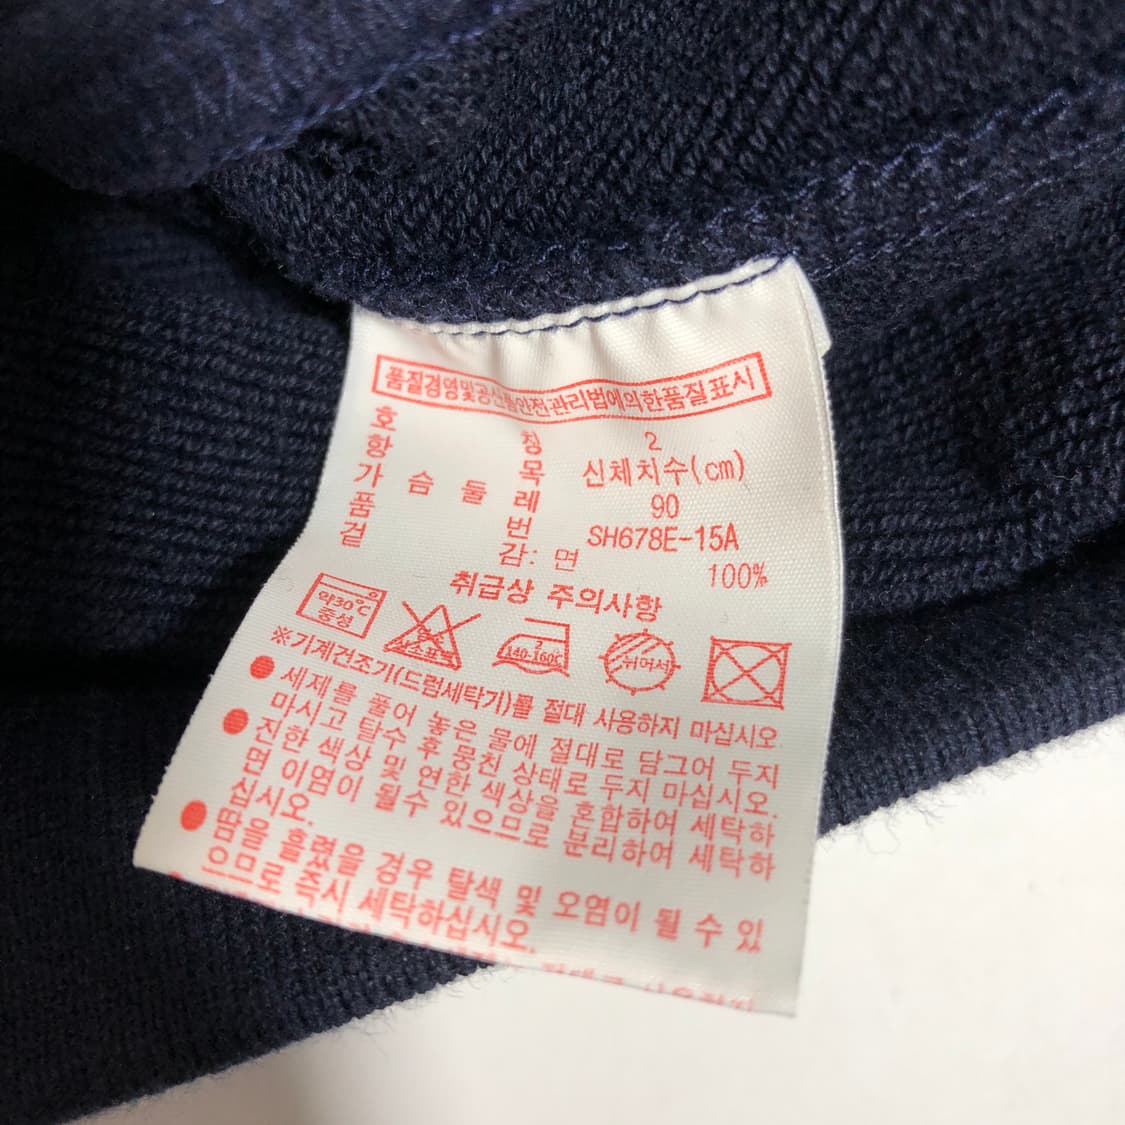 품질경영및공산품안전관리법에의한품질표시
호 칭 2
항 목 신체치수(cm)
가 슴 둘 레 90
품 번 SH678E-15A
겉 감: 면 100%
취급상 주의사항
약30℃
중성
염소표백
2
140-160℃
뉘어서
※기계건조기(드럼세탁기)를 절대 사용하지 마십시오
● 세제를 풀어 놓은 물에 절대로 담그어 두지
마시고 탈수 후 뭉친 상태로 두지 마십시오.
● 진한 색상 및 연한 색상을 혼합하여 세탁하
면 이염이 될수 있으므로 분리하여 세탁하
십시오.
● 땀을 흘렸을 경우 탈색 및 오염이 될 수 있
으므로 즉시 세탁하십시오.